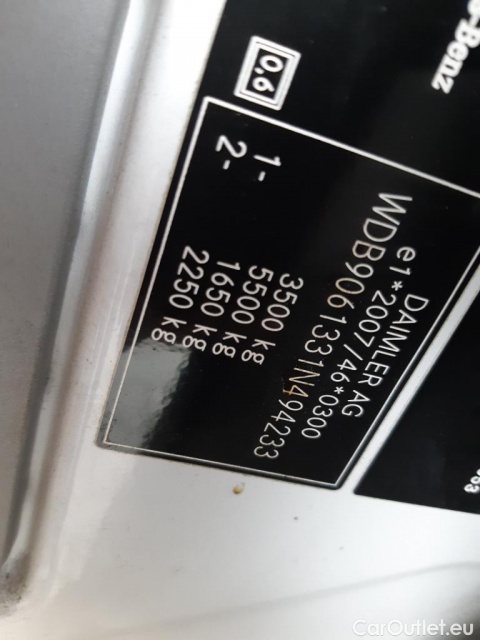 s-Benz
0,6
DAIMLER AG
e1*2007/46*0300
WDB9061331N494233
3500 kg
5500 kg
1- 1650 kg
2- 2250 kg
CarOutlet.eu